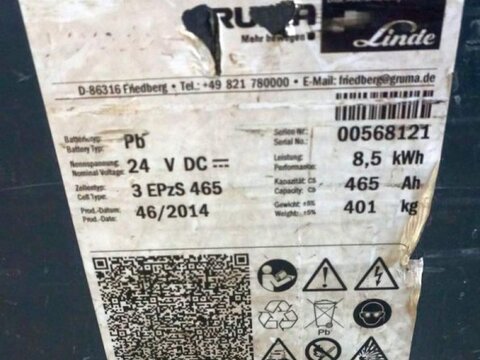 GRUMA
Mehr bewegen
Linde
D-86316 Friedberg • Tel.: +49 821 780000 • E-Mail: friedberg@gruma.de
Batterietyp:
Battery Typ:
Pb
Serien-Nr.
Serial No.:
00568121
Nennspannung:
Nominal Voltage:
24 V DC
Leistung:
Performance:
8,5 kWh
Zellentyp:
Cell Type:
3 EPzS 465
Kapazität: C5
Capacity: C5
465 Ah
Prod.-Datum:
Prod.-Date:
46/2014
Gewicht: ±5%
Weight: ±5%
401 kg
Pb